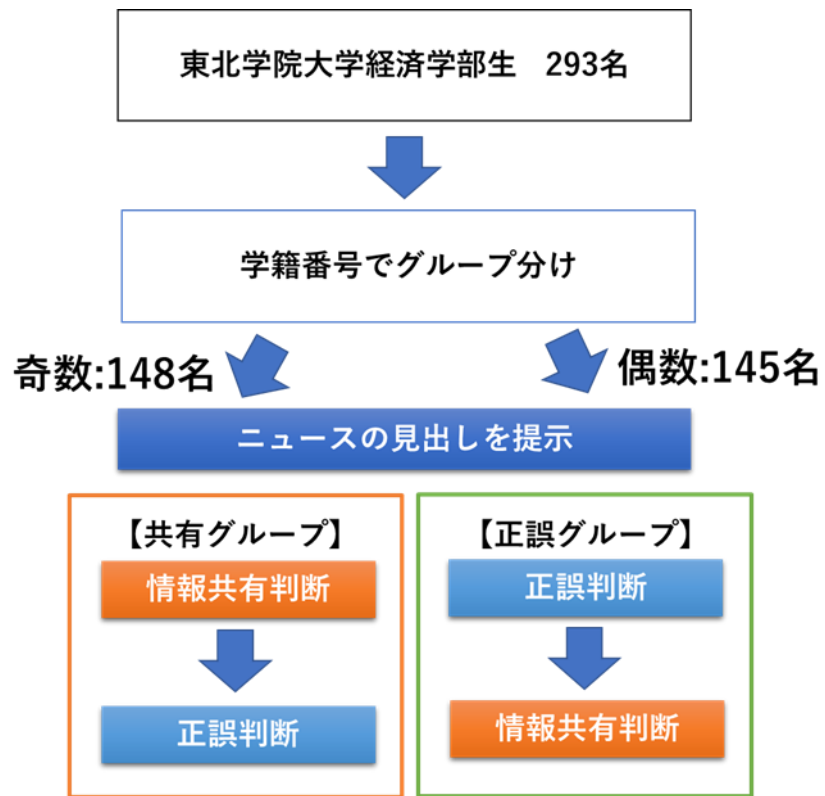 東北学院大学経済学部生　293名
学籍番号でグループ分け
奇数:148名
偶数:145名
ニュースの見出しを提示
【共有グループ】
情報共有判断
正誤判断
【正誤グループ】
正誤判断
情報共有判断